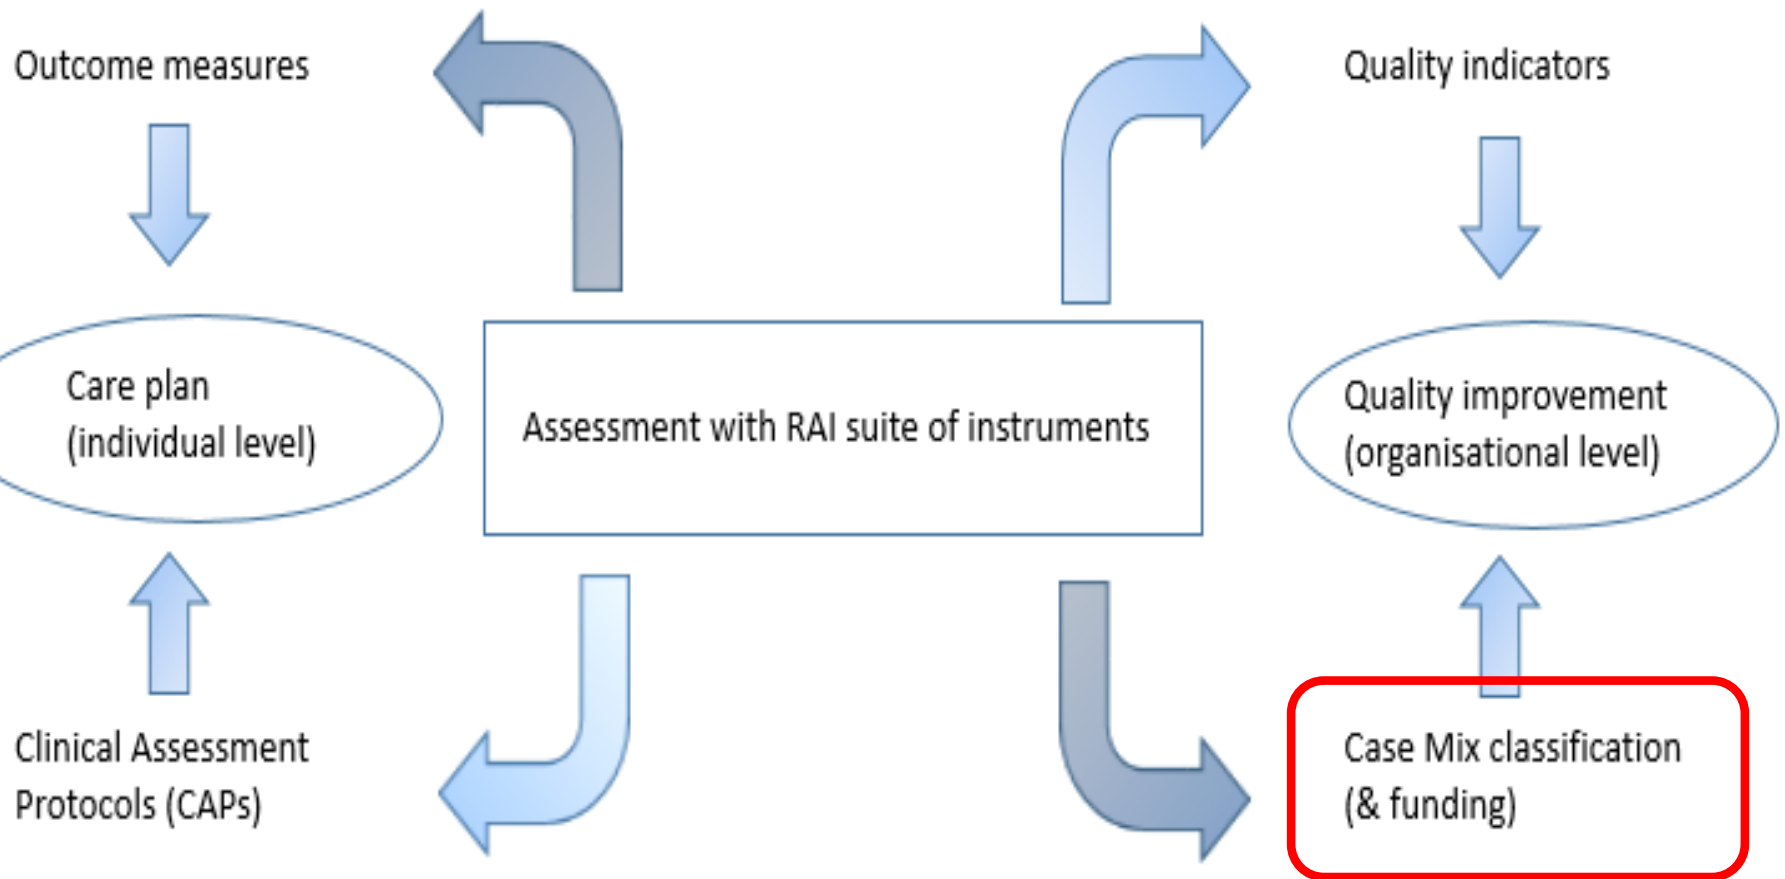 Outcome measures
Quality indicators
Care plan
(individual level)
Assessment with RAI suite of instruments
Quality improvement
(organisational level)
Clinical Assessment
Protocols (CAPs)
Case Mix classification
(& funding)